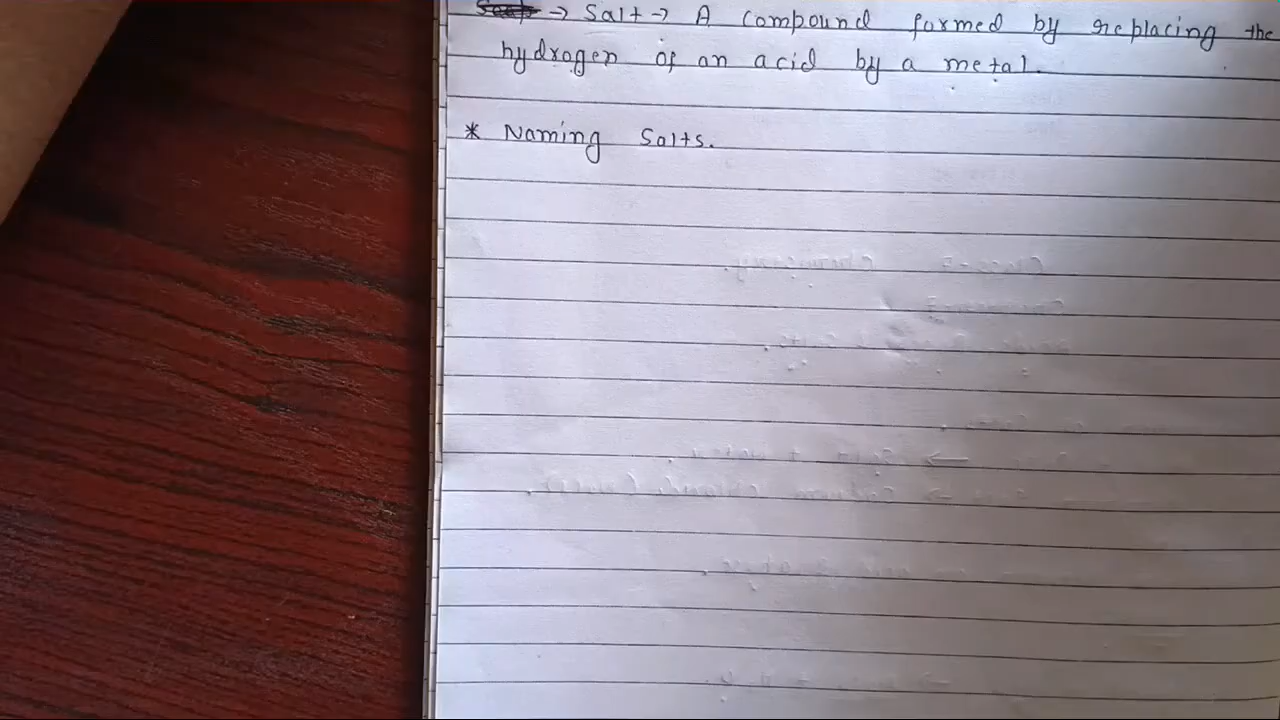 → Salt → A compound formed by replacing the
hydrogen of an acid by a metal.
* Naming Salts.